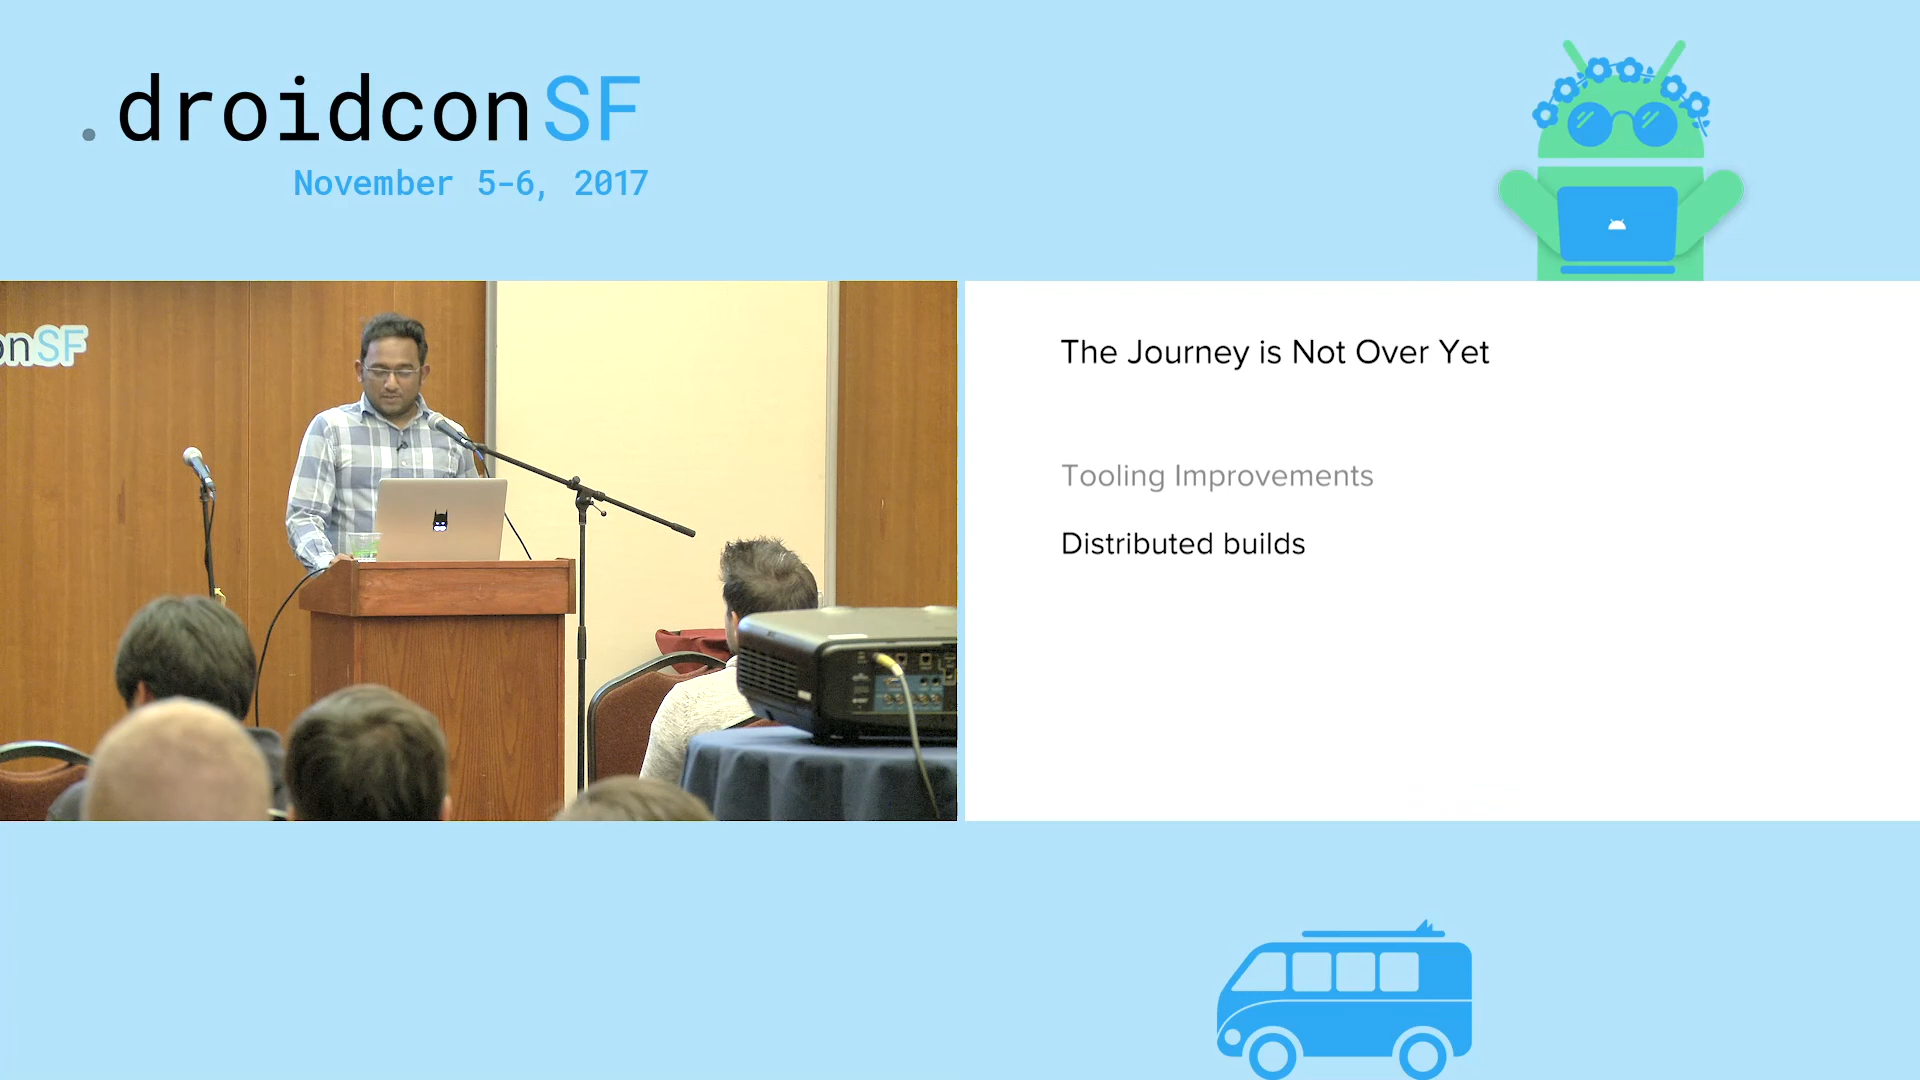 .droidconSF
November 5-6, 2017
onSF
The Journey is Not Over Yet
Tooling Improvements
Distributed builds